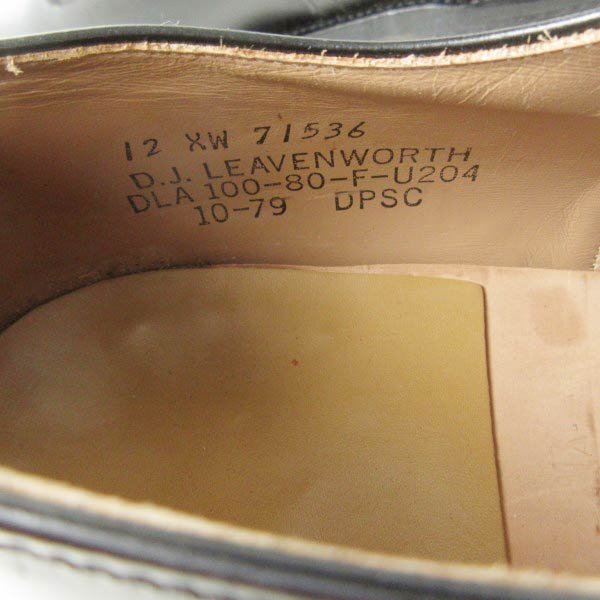 12 XW 71536
D.J. LEAVENWORTH
DLA 100-80-F-U204
10-79 DPSC